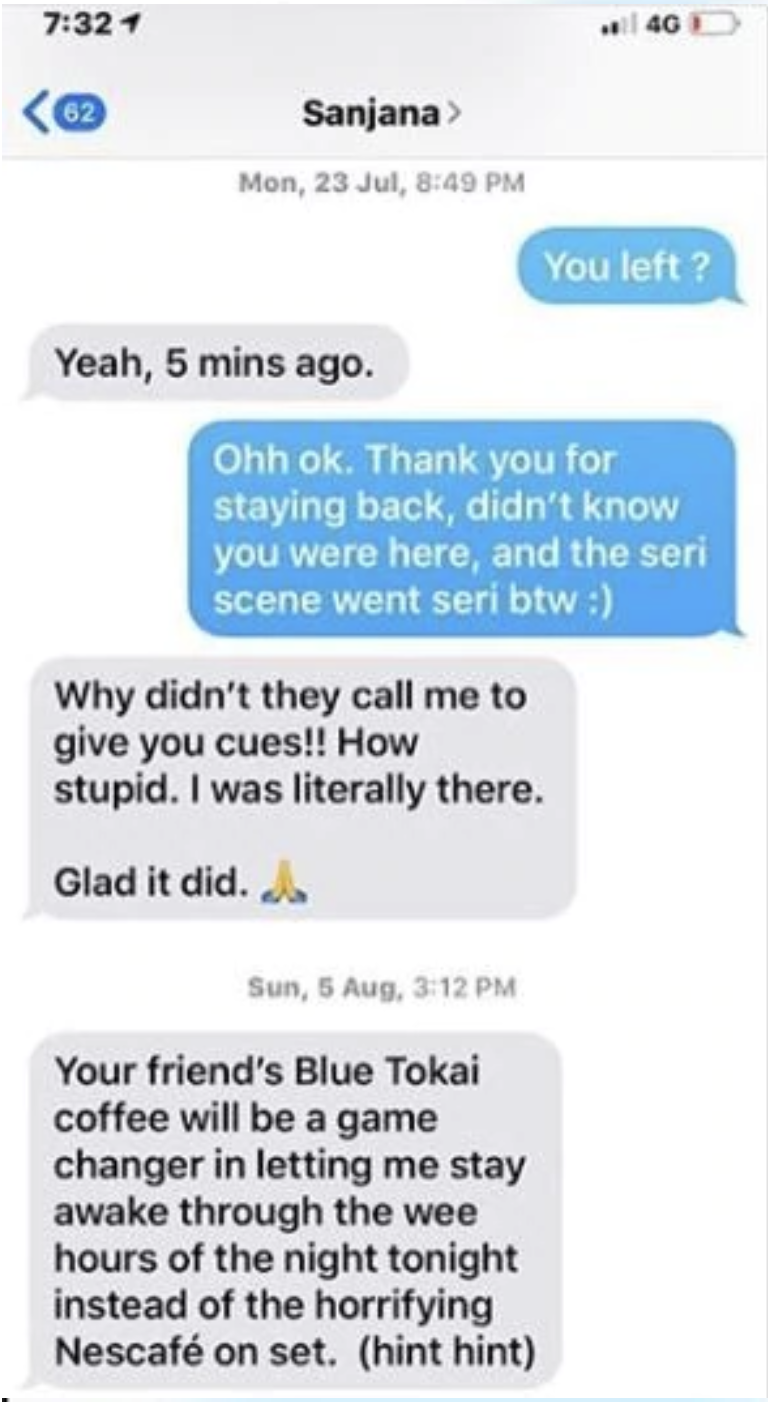 7:32
4G
62
Sanjana
Mon, 23 Jul, 8:49 PM
You left ?
Yeah, 5 mins ago.
Ohh ok. Thank you for
staying back, didn't know
you were here, and the seri
scene went seri btw :)
Why didn't they call me to
give you cues!! How
stupid. I was literally there.
Glad it did. 🙏
Sun, 5 Aug, 3:12 PM
Your friend's Blue Tokai
coffee will be a game
changer in letting me stay
awake through the wee
hours of the night tonight
instead of the horrifying
Nescafé on set. (hint hint)